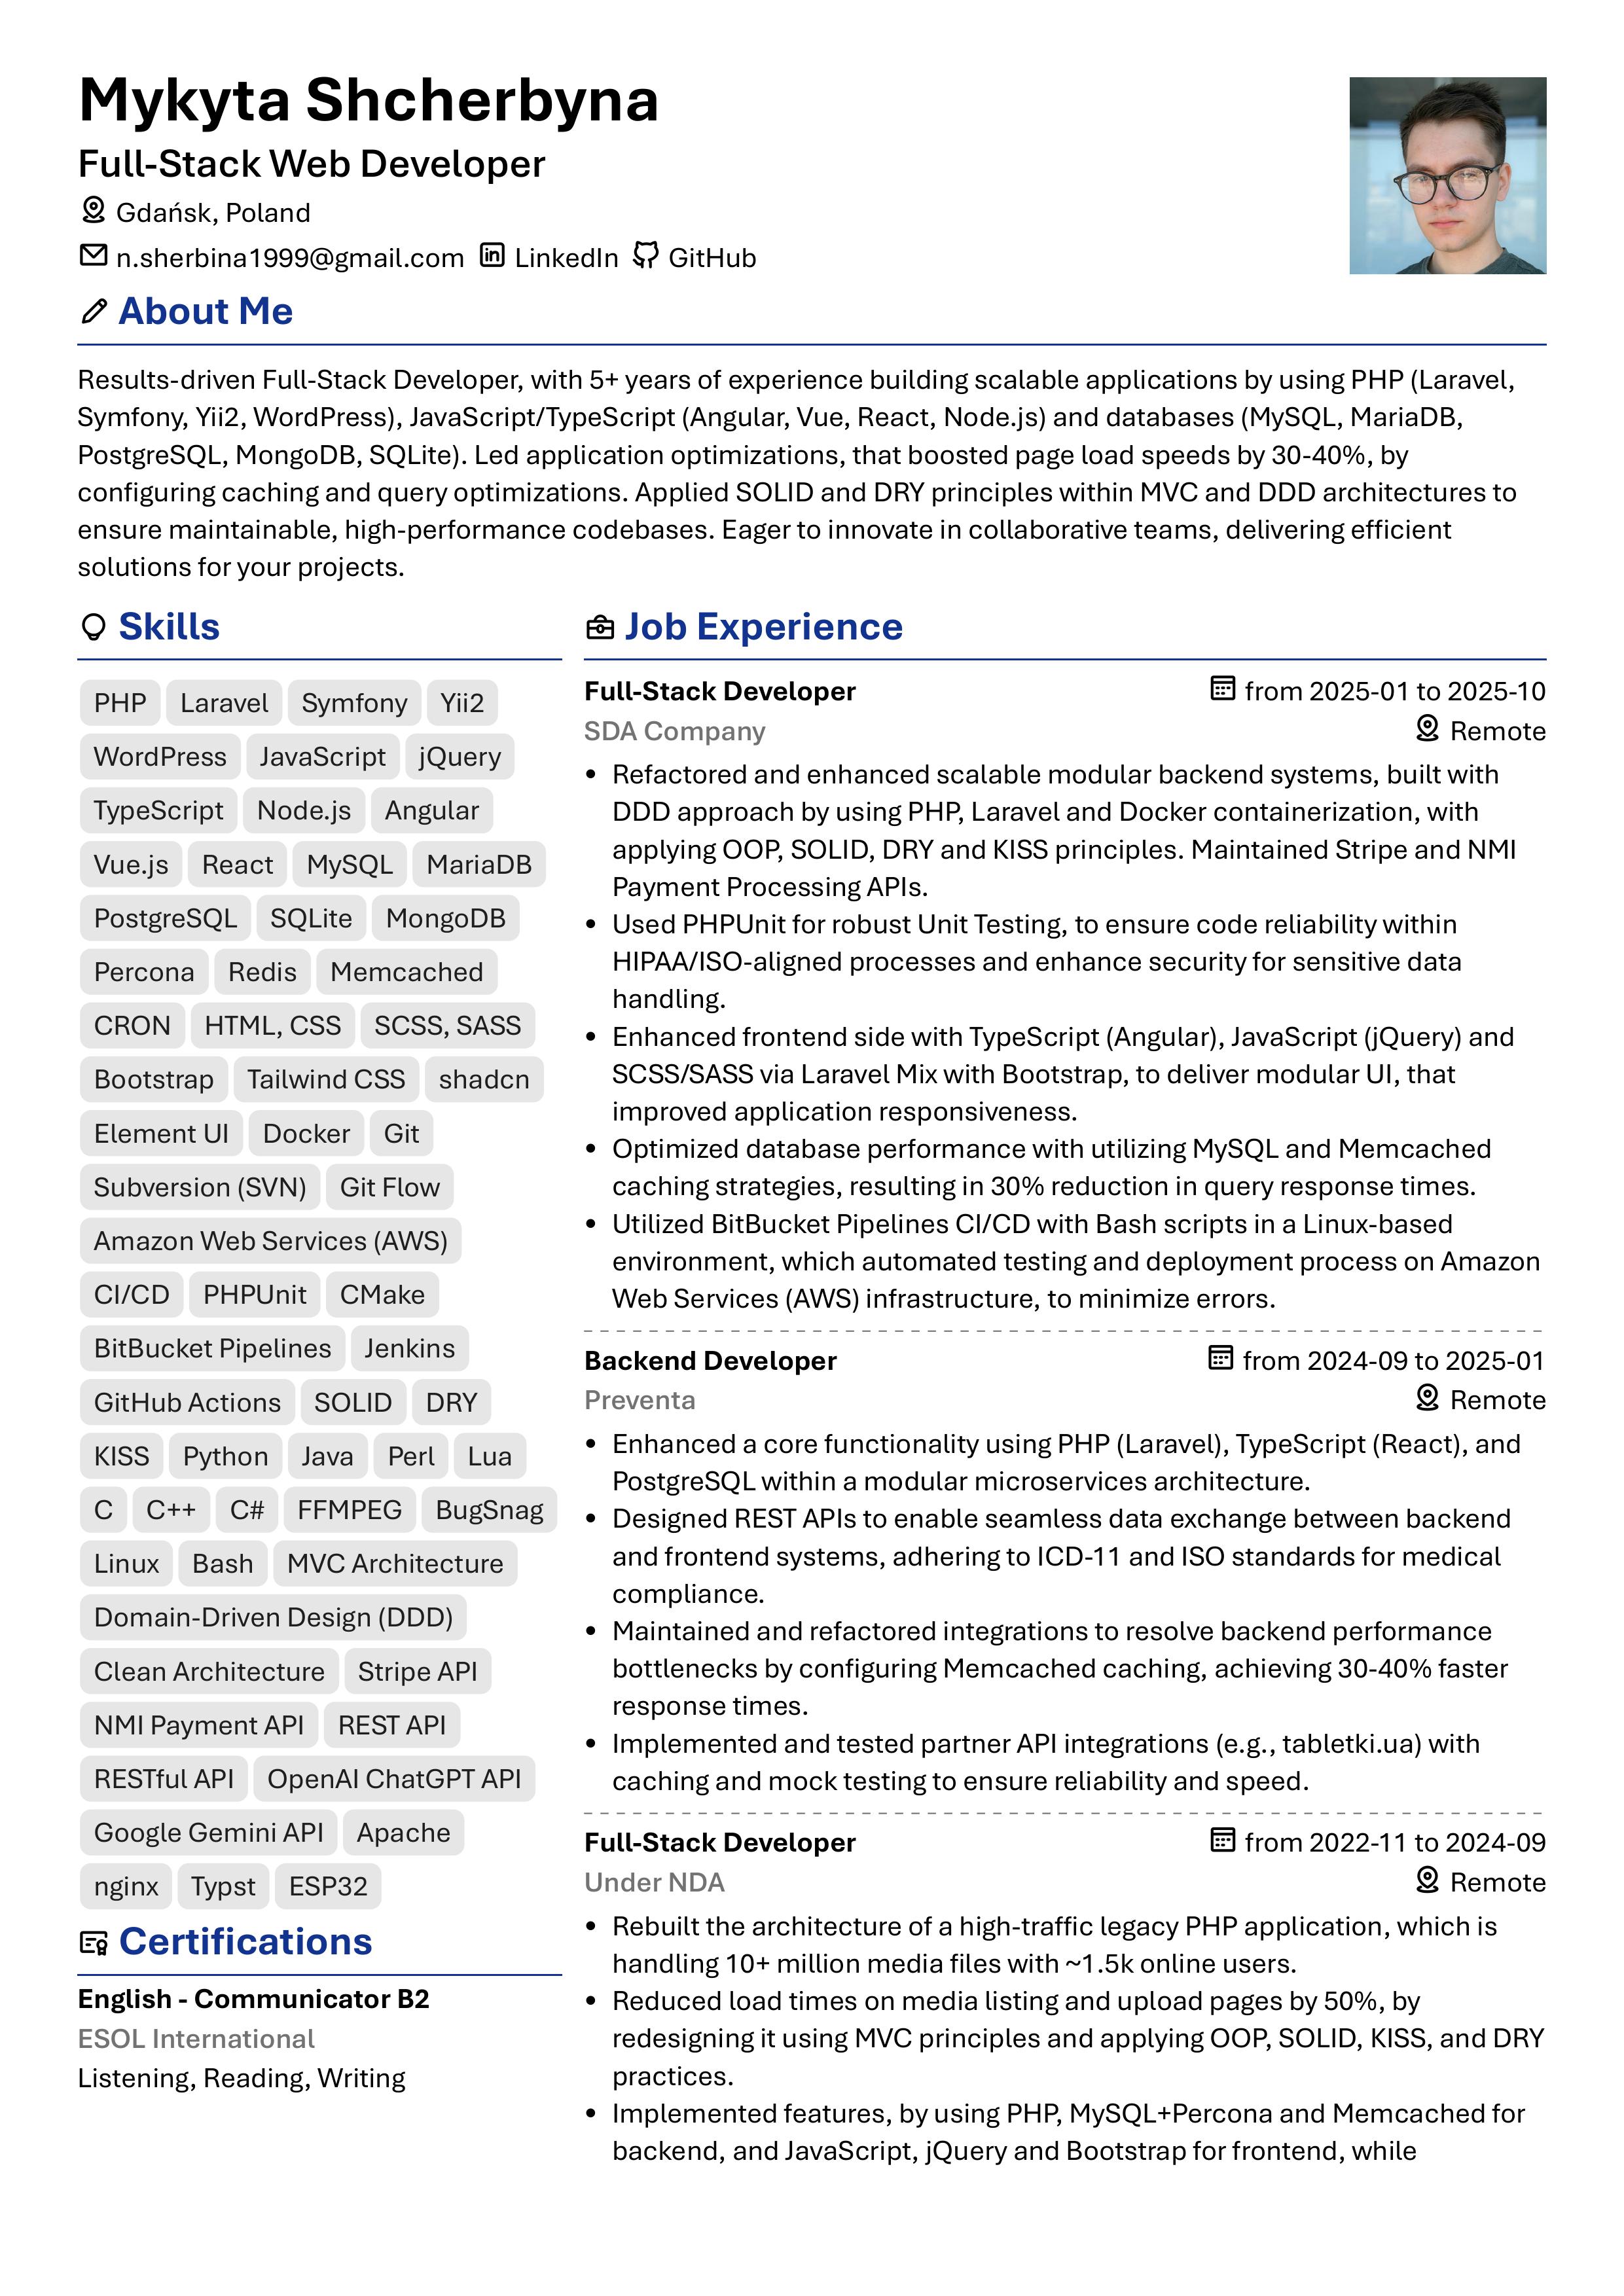 Mykyta Shcherbyna
Full-Stack Web Developer
Gdańsk, Poland
n.sherbina1999@gmail.com LinkedIn GitHub
About Me
Results-driven Full-Stack Developer, with 5+ years of experience building scalable applications by using PHP (Laravel,
Symfony, Yii2, WordPress), JavaScript/TypeScript (Angular, Vue, React, Node.js) and databases (MySQL, MariaDB,
PostgreSQL, MongoDB, SQLite). Led application optimizations, that boosted page load speeds by 30-40%, by
configuring caching and query optimizations. Applied SOLID and DRY principles within MVC and DDD architectures to
ensure maintainable, high-performance codebases. Eager to innovate in collaborative teams, delivering efficient
solutions for your projects.
Skills
PHP Laravel Symfony Yii2
WordPress JavaScript jQuery
TypeScript Node.js Angular
Vue.js React MySQL MariaDB
PostgreSQL SQLite MongoDB
Percona Redis Memcached
CRON HTML, CSS SCSS, SASS
Bootstrap Tailwind CSS shadcn
Element UI Docker Git
Subversion (SVN) Git Flow
Amazon Web Services (AWS)
CI/CD PHPUnit CMake
BitBucket Pipelines Jenkins
GitHub Actions SOLID DRY
KISS Python Java Perl Lua
C C++ C# FFMPEG BugSnag
Linux Bash MVC Architecture
Domain-Driven Design (DDD)
Clean Architecture Stripe API
NMI Payment API REST API
RESTful API OpenAI ChatGPT API
Google Gemini API Apache
nginx Typst ESP32
Certifications
English - Communicator B2
ESOL International
Listening, Reading, Writing
Job Experience
Full-Stack Developer from 2025-01 to 2025-10
SDA Company Remote
• Refactored and enhanced scalable modular backend systems, built with
DDD approach by using PHP, Laravel and Docker containerization, with
applying OOP, SOLID, DRY and KISS principles. Maintained Stripe and NMI
Payment Processing APIs.
• Used PHPUnit for robust Unit Testing, to ensure code reliability within
HIPAA/ISO-aligned processes and enhance security for sensitive data
handling.
• Enhanced frontend side with TypeScript (Angular), JavaScript (jQuery) and
SCSS/SASS via Laravel Mix with Bootstrap, to deliver modular UI, that
improved application responsiveness.
• Optimized database performance with utilizing MySQL and Memcached
caching strategies, resulting in 30% reduction in query response times.
• Utilized BitBucket Pipelines CI/CD with Bash scripts in a Linux-based
environment, which automated testing and deployment process on Amazon
Web Services (AWS) infrastructure, to minimize errors.
Backend Developer from 2024-09 to 2025-01
Preventa Remote
• Enhanced a core functionality using PHP (Laravel), TypeScript (React), and
PostgreSQL within a modular microservices architecture.
• Designed REST APIs to enable seamless data exchange between backend
and frontend systems, adhering to ICD-11 and ISO standards for medical
compliance.
• Maintained and refactored integrations to resolve backend performance
bottlenecks by configuring Memcached caching, achieving 30-40% faster
response times.
• Implemented and tested partner API integrations (e.g., tabletki.ua) with
caching and mock testing to ensure reliability and speed.
Full-Stack Developer from 2022-11 to 2024-09
Under NDA Remote
• Rebuilt the architecture of a high-traffic legacy PHP application, which is
handling 10+ million media files with ~1.5k online users.
• Reduced load times on media listing and upload pages by 50%, by
redesigning it using MVC principles and applying OOP, SOLID, KISS, and DRY
practices.
• Implemented features, by using PHP, MySQL+Percona and Memcached for
backend, and JavaScript, jQuery and Bootstrap for frontend, while